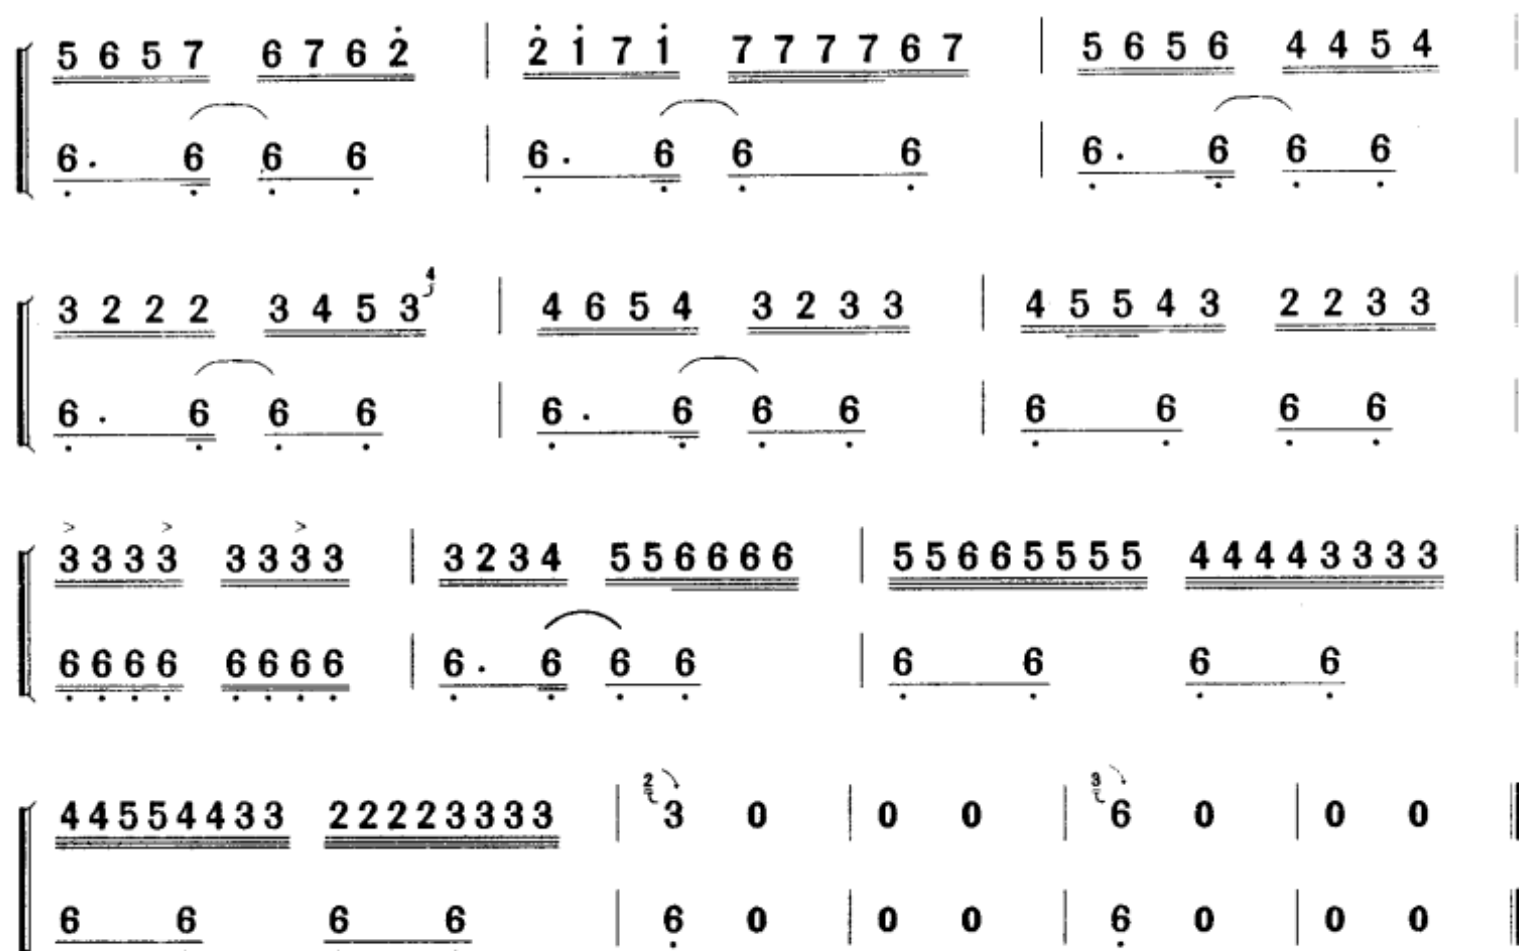 5 6 5 7 6 7 6 2̇ | 2̇ 1̇ 7 1̇ 7 7 7 7 6 7 | 5 6 5 6 4 4 5 4 |
6̣ . 6̣ 6̣ 6̣ | 6̣ . 6̣ 6̣ 6̣ | 6̣ . 6̣ 6̣ 6̣ |
3 2 2 2 3 4 5 3 4 | 4 6 5 4 3 2 3 3 | 4 5 5 4 3 2 2 3 3 |
6̣ . 6̣ 6̣ 6̣ | 6̣ . 6̣ 6̣ 6̣ | 6̣ 6̣ 6̣ 6̣ |
> > >
3 3 3 3 3 3 3 3 | 3 2 3 4 5 5 6 6 6 6 | 5 5 6 6 5 5 5 5 4 4 4 4 3 3 3 3 |
6̣ 6̣ 6̣ 6̣ 6̣ 6̣ 6̣ 6̣ | 6̣ . 6̣ 6̣ 6̣ | 6̣ 6̣ 6̣ 6̣ |
4 4 5 5 4 4 3 3 2 2 2 2 3 3 3 3 | 2 3 0 | 0 0 | 3 6 0 | 0 0 ‖
6̣ 6̣ 6̣ 6̣ | 6̣ 0 | 0 0 | 6̣ 0 | 0 0 ‖